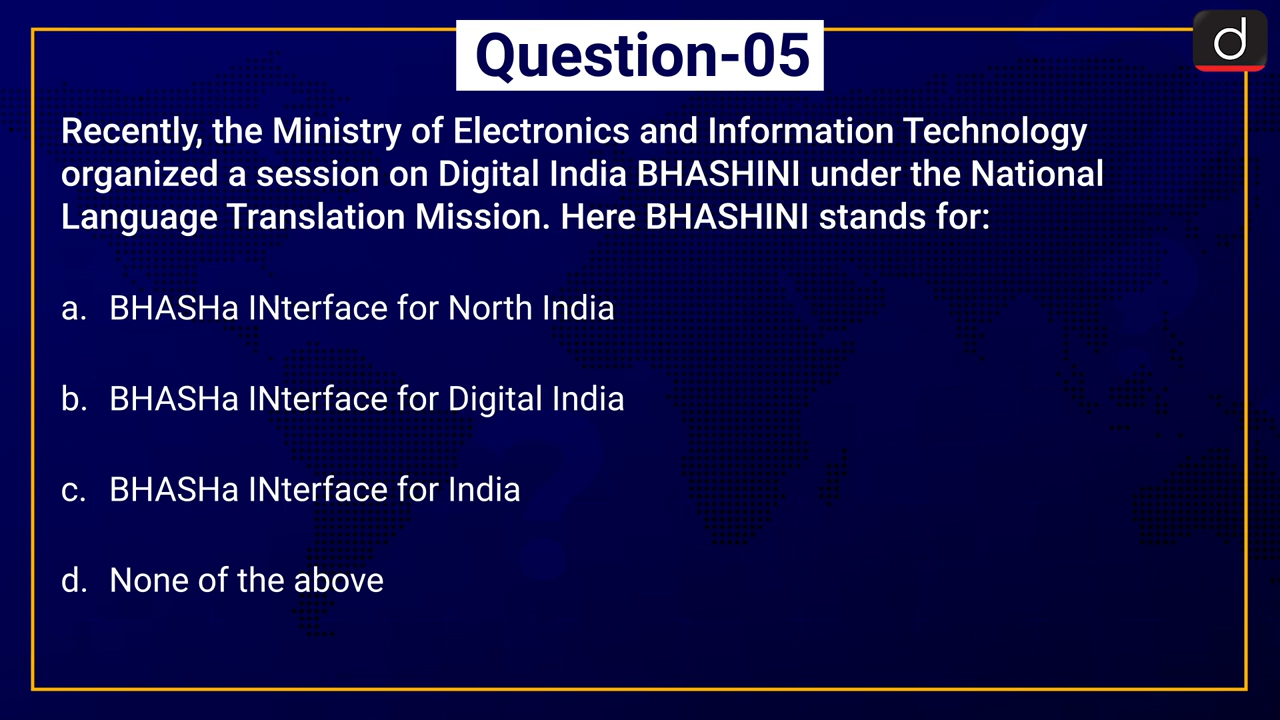 Question-05
d
Recently, the Ministry of Electronics and Information Technology
organized a session on Digital India BHASHINI under the National
Language Translation Mission. Here BHASHINI stands for:
a. BHASHa INterface for North India
b. BHASHa INterface for Digital India
c. BHASHa INterface for India
d. None of the above